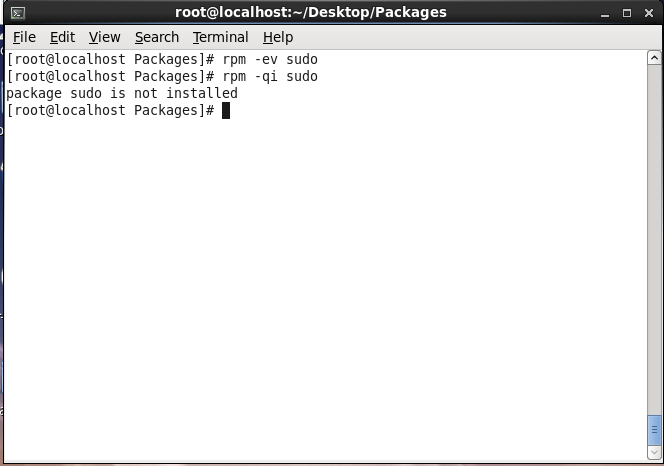 root@localhost:~/Desktop/Packages
File Edit View Search Terminal Help
[root@localhost Packages]# rpm -ev sudo
[root@localhost Packages]# rpm -qi sudo
package sudo is not installed
[root@localhost Packages]#